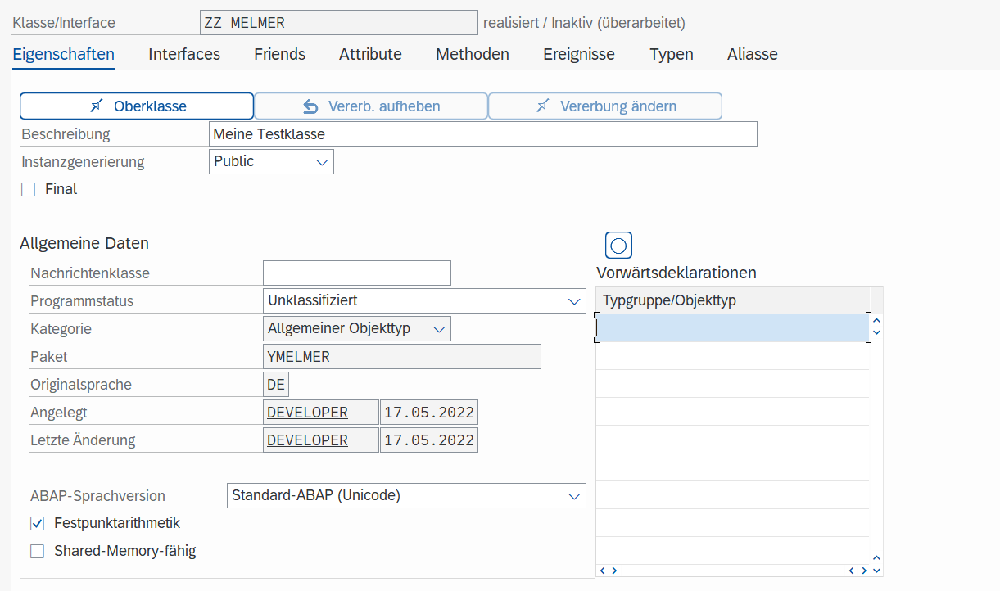 Klasse/Interface ZZ_MELMER realisiert / Inaktiv (überarbeitet)
Eigenschaften Interfaces Friends Attribute Methoden Ereignisse Typen Aliasse
Oberklasse Vererb. aufheben Vererbung ändern
Beschreibung Meine Testklasse
Instanzgenerierung Public
Final
Allgemeine Daten
Nachrichtenklasse
Programmstatus Unklassifiziert
Kategorie Allgemeiner Objekttyp
Paket YMELMER
Originalsprache DE
Angelegt DEVELOPER 17.05.2022
Letzte Änderung DEVELOPER 17.05.2022
ABAP-Sprachversion Standard-ABAP (Unicode)
Festpunktarithmetik
Shared-Memory-fähig
Vorwärtsdeklarationen
Typgruppe/Objekttyp